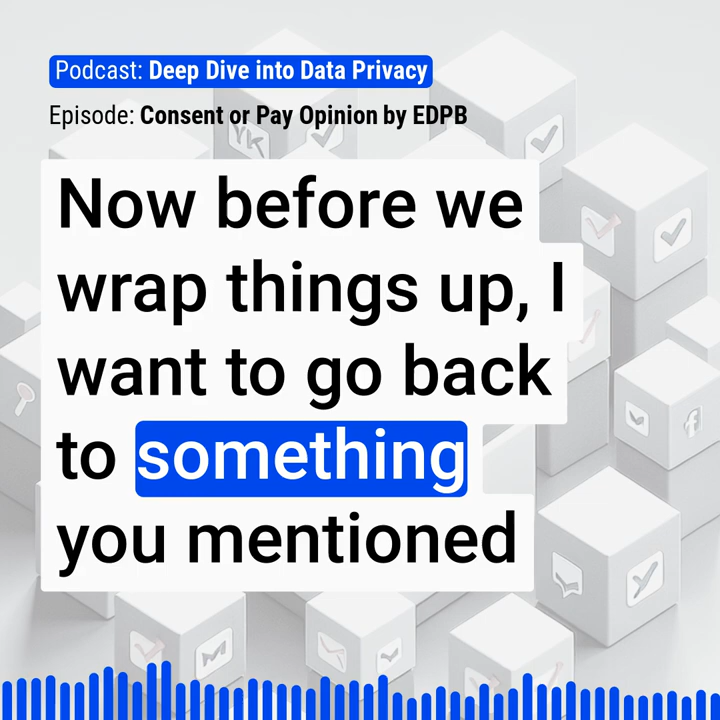 Podcast: Deep Dive into Data Privacy
Episode: Consent or Pay Opinion by EDPB
Now before we
wrap things up, I
want to go back
to something
you mentioned